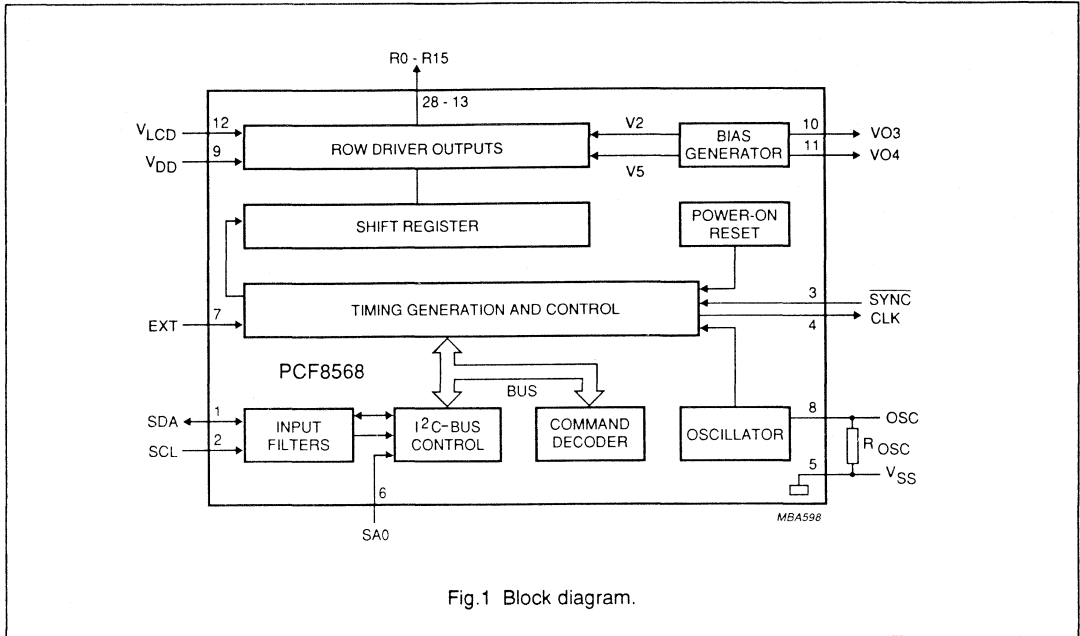 R0 - R15
28 - 13
V LCD
12
V DD
9
ROW DRIVER OUTPUTS
V2
V5
BIAS
GENERATOR
10
VO3
11
VO4
SHIFT REGISTER
POWER-ON
RESET
TIMING GENERATION AND CONTROL
3
SYNC
CLK
4
EXT
7
PCF8568
BUS
SDA
1
SCL
2
INPUT
FILTERS
I²C-BUS
CONTROL
COMMAND
DECODER
OSCILLATOR
8
OSC
R OSC
5
V SS
6
SA0
MBA598
Fig.1 Block diagram.